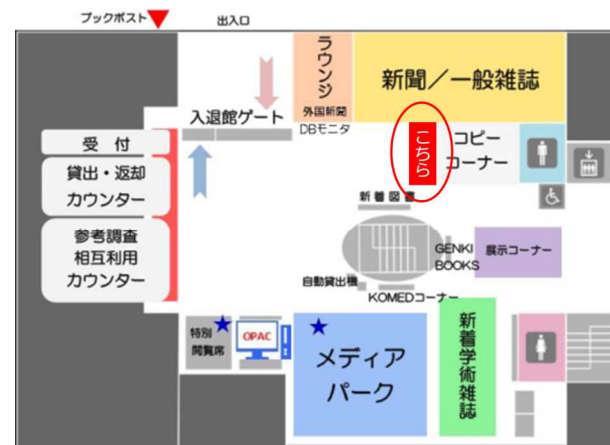 ブックポスト
出入口
ラウンジ
新聞／一般雑誌
外国新聞
DBモニタ
入退館ゲート
こちら
コピー
コーナー
受 付
貸出・返却
カウンター
参考調査
相互利用
カウンター
新着図書
GENKI
BOOKS
展示コーナー
自動貸出機
KOMEDコーナー
特別
閲覧席
OPAC
メディア
パーク
新着学術雑誌